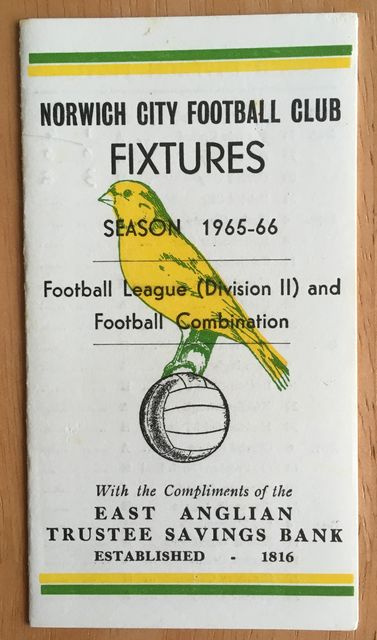 NORWICH CITY FOOTBALL CLUB
FIXTURES
SEASON 1965-66
Football League (Division II) and
Football Combination
With the Compliments of the
EAST ANGLIAN
TRUSTEE SAVINGS BANK
ESTABLISHED - 1816